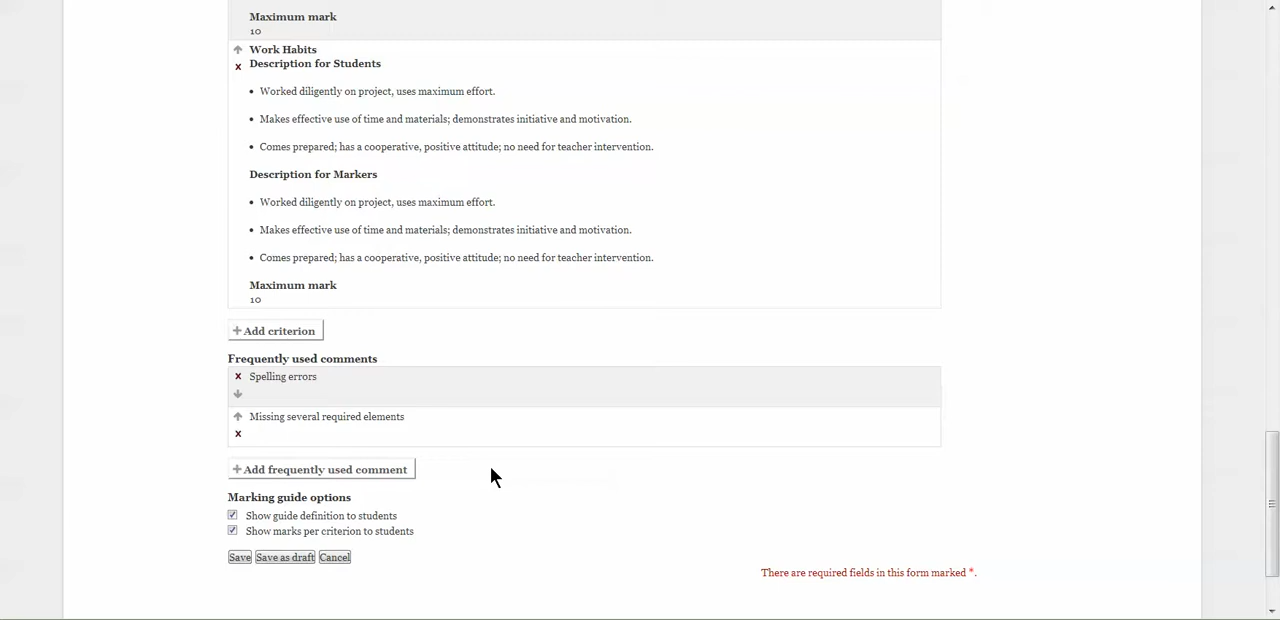 Maximum mark
10
Work Habits
Description for Students
• Worked diligently on project, uses maximum effort.
• Makes effective use of time and materials; demonstrates initiative and motivation.
• Comes prepared; has a cooperative, positive attitude; no need for teacher intervention.
Description for Markers
• Worked diligently on project, uses maximum effort.
• Makes effective use of time and materials; demonstrates initiative and motivation.
• Comes prepared; has a cooperative, positive attitude; no need for teacher intervention.
Maximum mark
10
+Add criterion
Frequently used comments
Spelling errors
Missing several required elements
+Add frequently used comment
Marking guide options
Show guide definition to students
Show marks per criterion to students
Save Save as draft Cancel
There are required fields in this form marked *.